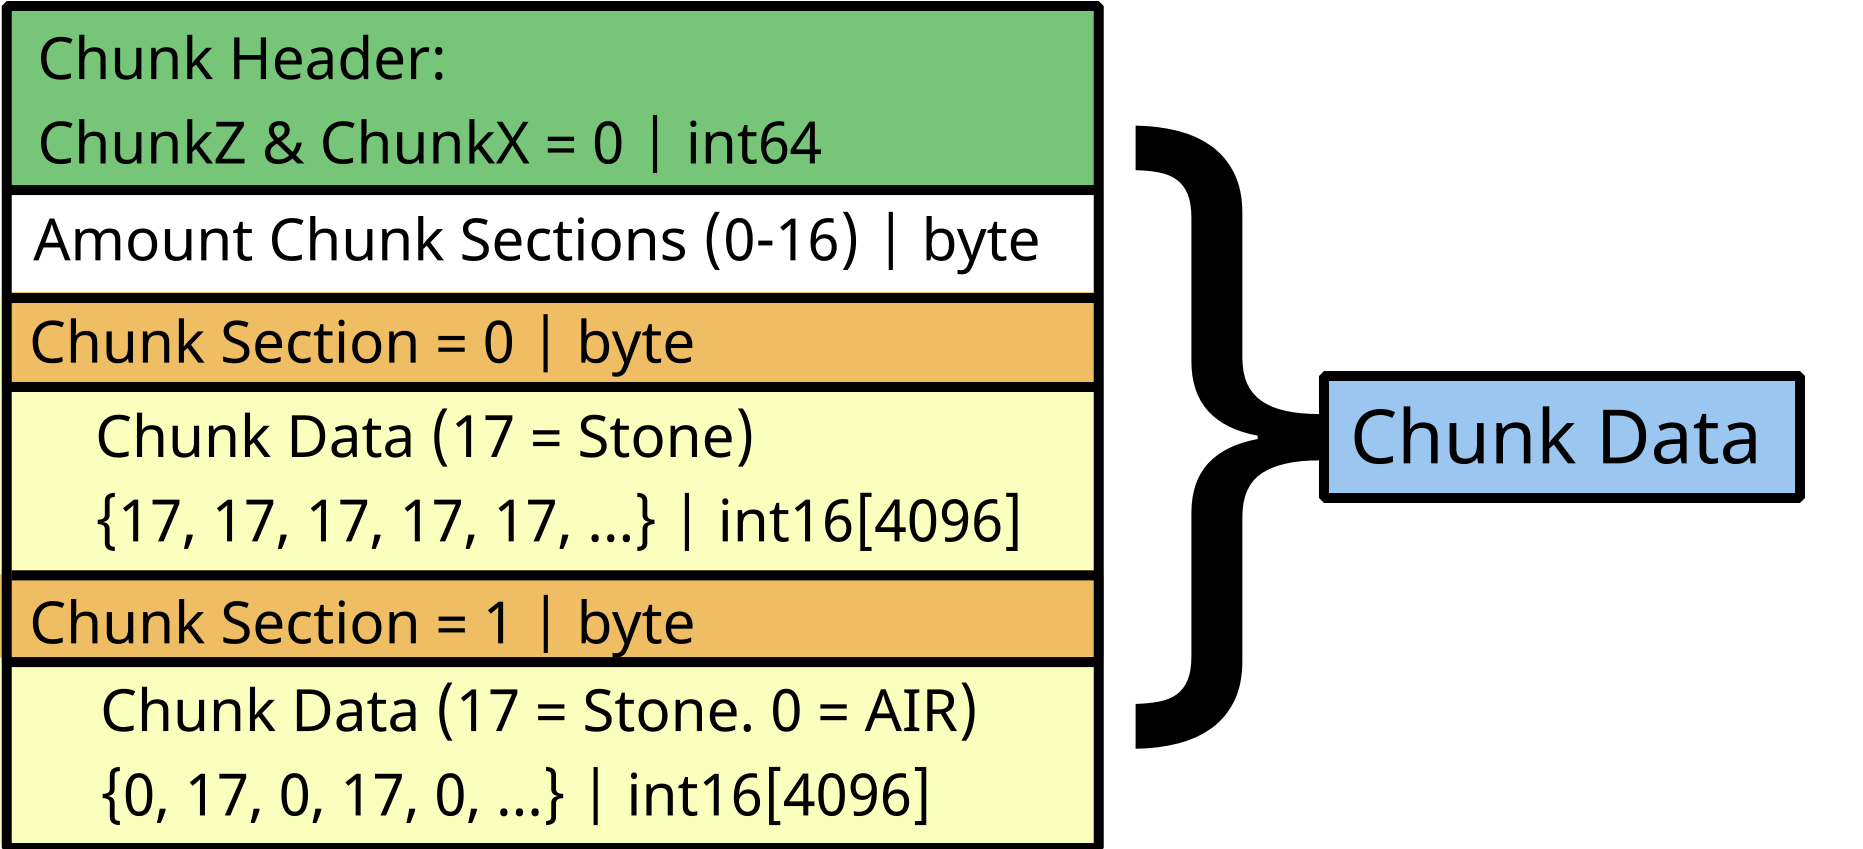 Chunk Header:
ChunkZ & ChunkX = 0 | int64
Amount Chunk Sections (0-16) | byte
Chunk Section = 0 | byte
Chunk Data (17 = Stone)
{17, 17, 17, 17, 17, ...} | int16[4096]
Chunk Section = 1 | byte
Chunk Data (17 = Stone. 0 = AIR)
{0, 17, 0, 17, 0, ...} | int16[4096]
Chunk Data